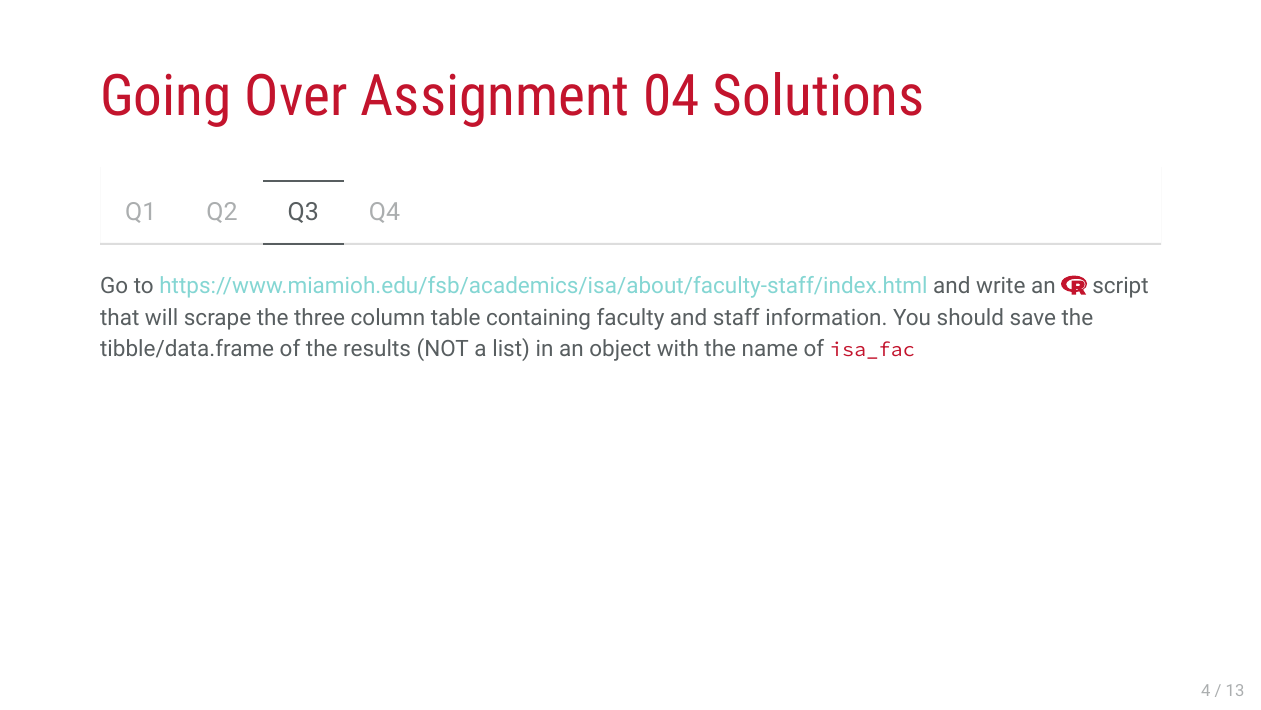 Going Over Assignment 04 Solutions
Q1 Q2 Q3 Q4
Go to https://www.miamioh.edu/fsb/academics/isa/about/faculty-staff/index.html and write an R script
that will scrape the three column table containing faculty and staff information. You should save the
tibble/data.frame of the results (NOT a list) in an object with the name of isa_fac
4 / 13